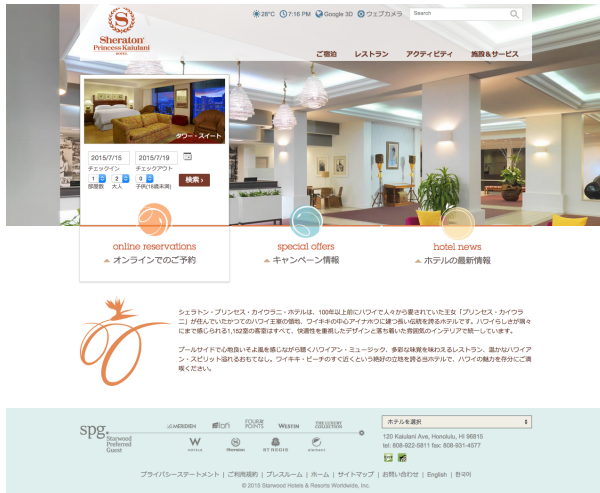 28°C 7:16 PM Google 3D ウェブカメラ Search
Sheraton
Princess Kaiulani
HOTEL
ご宿泊 レストラン アクティビティ 施設&サービス
タワー・スイート
2015/7/15 2015/7/19
チェックイン チェックアウト
1 2 0 検索
部屋数 大人 子供(18歳未満)
online reservations special offers hotel news
オンラインでのご予約 キャンペーン情報 ホテルの最新情報
シェラトン・プリンセス・カイウラニ・ホテルは、100年以上前にハワイで人々から愛されていた王女「プリンセス・カイウラ
ニ」が住んでいたかつてのハワイ王室の領地、ワイキキの中心アイナハウに建つ長い伝統を誇るホテルです。ハワイらしさが隅々
にまで感じられる1,152室の客室はすべて、快適性を重視したデザインと落ち着いた雰囲気のインテリアで統一しています。
プールサイドで心地良いそよ風を感じながら聴くハワイアン・ミュージック、多彩な味覚を味わえるレストラン、温かなハワイア
ン・スピリット溢れるおもてなし。ワイキキ・ビーチのすぐ近くという絶好の立地を誇る当ホテルで、ハワイの魅力を存分にご満
喫ください。
spg. Starwood
Preferred
Guest
LE MERIDIEN aloft FOUR POINTS WESTIN THE LUXURY COLLECTION
W HOTELS Sheraton ST REGIS
ホテルを選択
120 Kaiulani Ave, Honolulu, HI 96815
tel: 808-922-5811 fax: 808-931-4577
プライバシーステートメント | ご利用規約 | プレスルーム | ホーム | サイトマップ | お問い合わせ | English | 한국어
© 2015 Starwood Hotels & Resorts Worldwide, Inc.